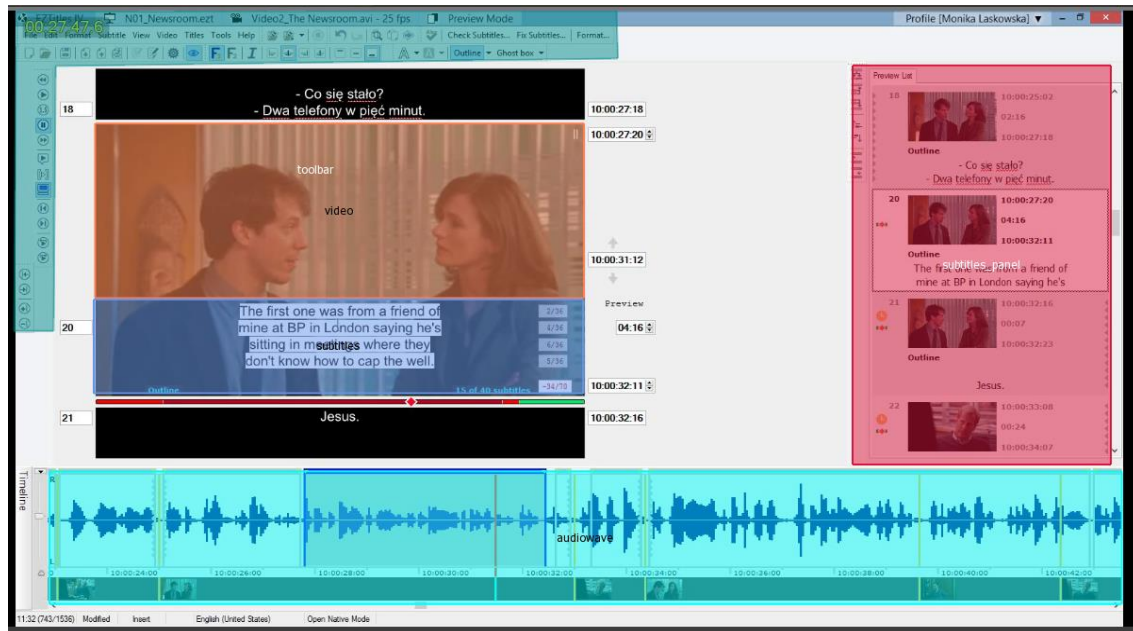 00:27:47-6
N01_Newsroom.ezt Video2_The Newsroom.avi - 25 fps Preview Mode Profile [Monika Laskowska]
File Edit Format Subtitle View Video Titles Tools Help Check Subtitles... Fix Subtitles... Format...
Outline Ghost box
18
- Co się stało?
- Dwa telefony w pięć minut.
10:00:27:18
10:00:27:20
toolbar
video
10:00:31:12
Preview
20
The first one was from a friend of
mine at BP in London saying he's
sitting in meetings where they
don't know how to cap the well.
subtitles
2/36
4/36
6/36
5/36
-34/70
Outline
15 of 40 subtitles
04:16
10:00:32:11
21
Jesus.
10:00:32:16
Preview List
18
10:00:25:02
02:16
10:00:27:18
Outline
- Co się stało?
- Dwa telefony w pięć minut.
20
10:00:27:20
04:16
10:00:32:11
Outline
subtitles_panel
The first one was from a friend of
mine at BP in London saying he's
21
10:00:32:16
00:07
10:00:32:23
Outline
Jesus.
22
10:00:33:08
00:24
10:00:34:07
Timeline
R
L
audiowave
10:00:24:00 10:00:26:00 10:00:28:00 10:00:30:00 10:00:32:00 10:00:34:00 10:00:36:00 10:00:38:00 10:00:40:00 10:00:42:00
11:32 (743/1536) Modified Insert English (United States) Open Native Mode